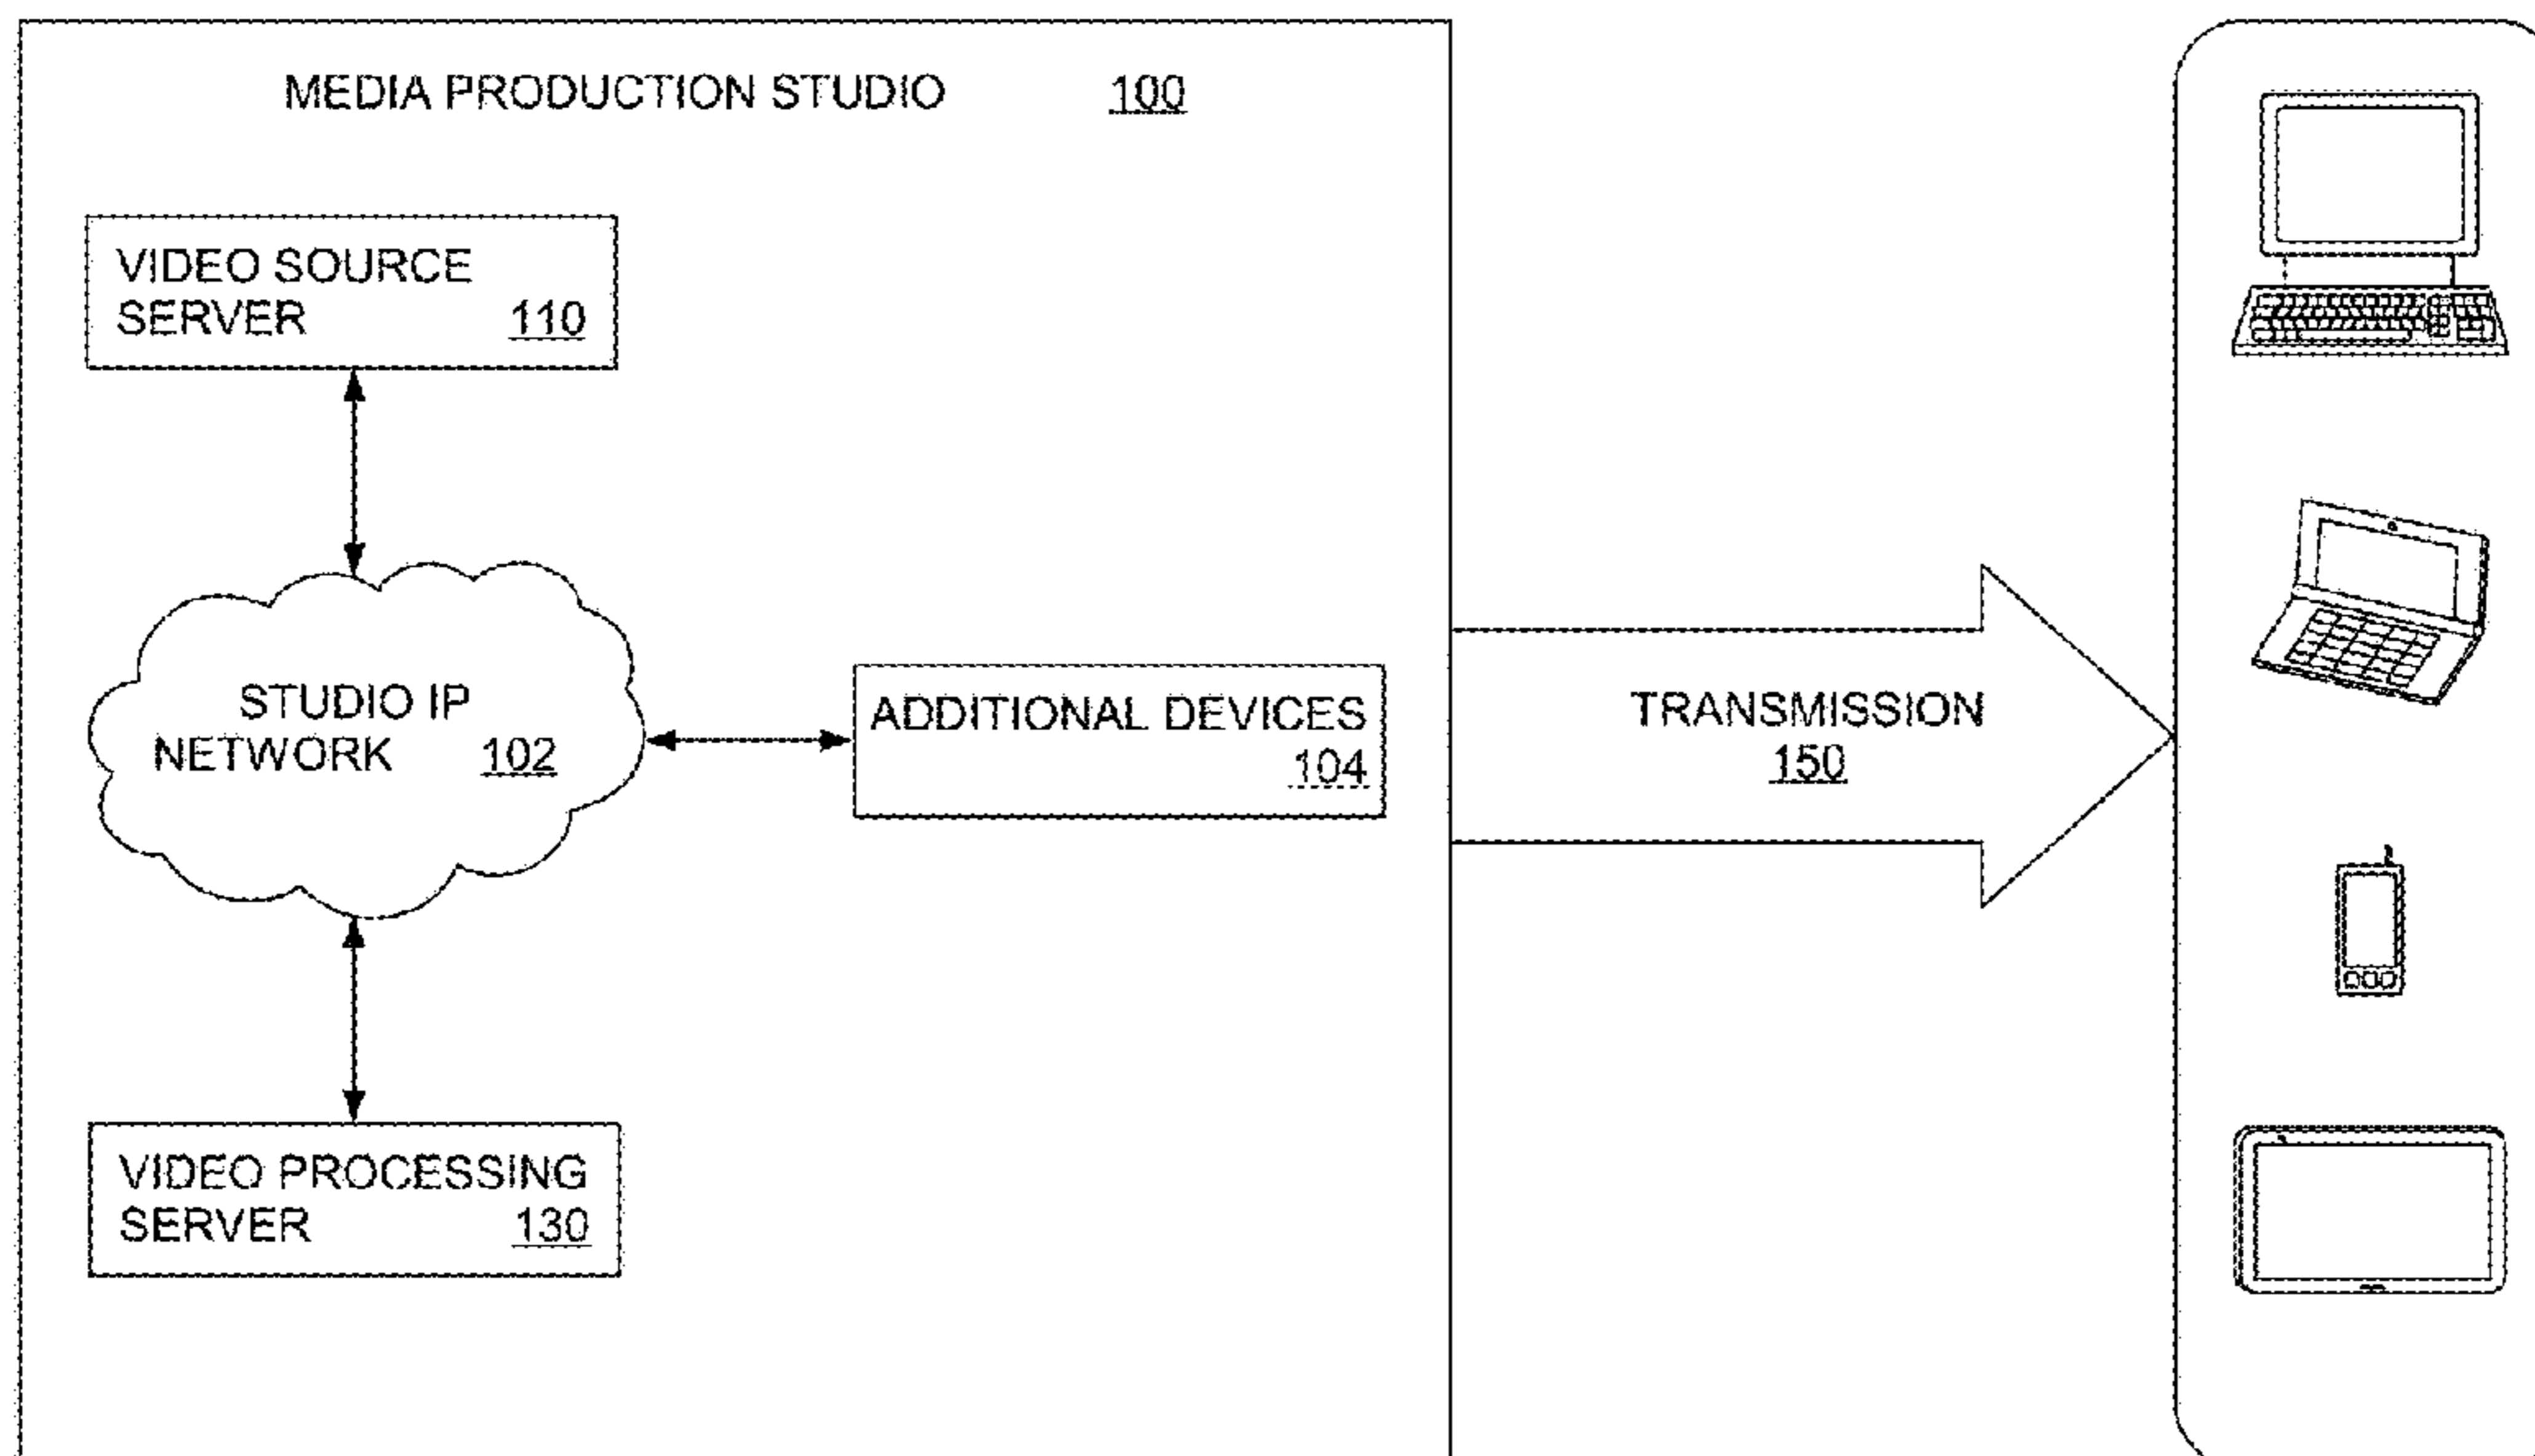 MEDIA PRODUCTION STUDIO 100
VIDEO SOURCE
SERVER 110
STUDIO IP
NETWORK 102
ADDITIONAL DEVICES
104
TRANSMISSION
150
VIDEO PROCESSING
SERVER 130